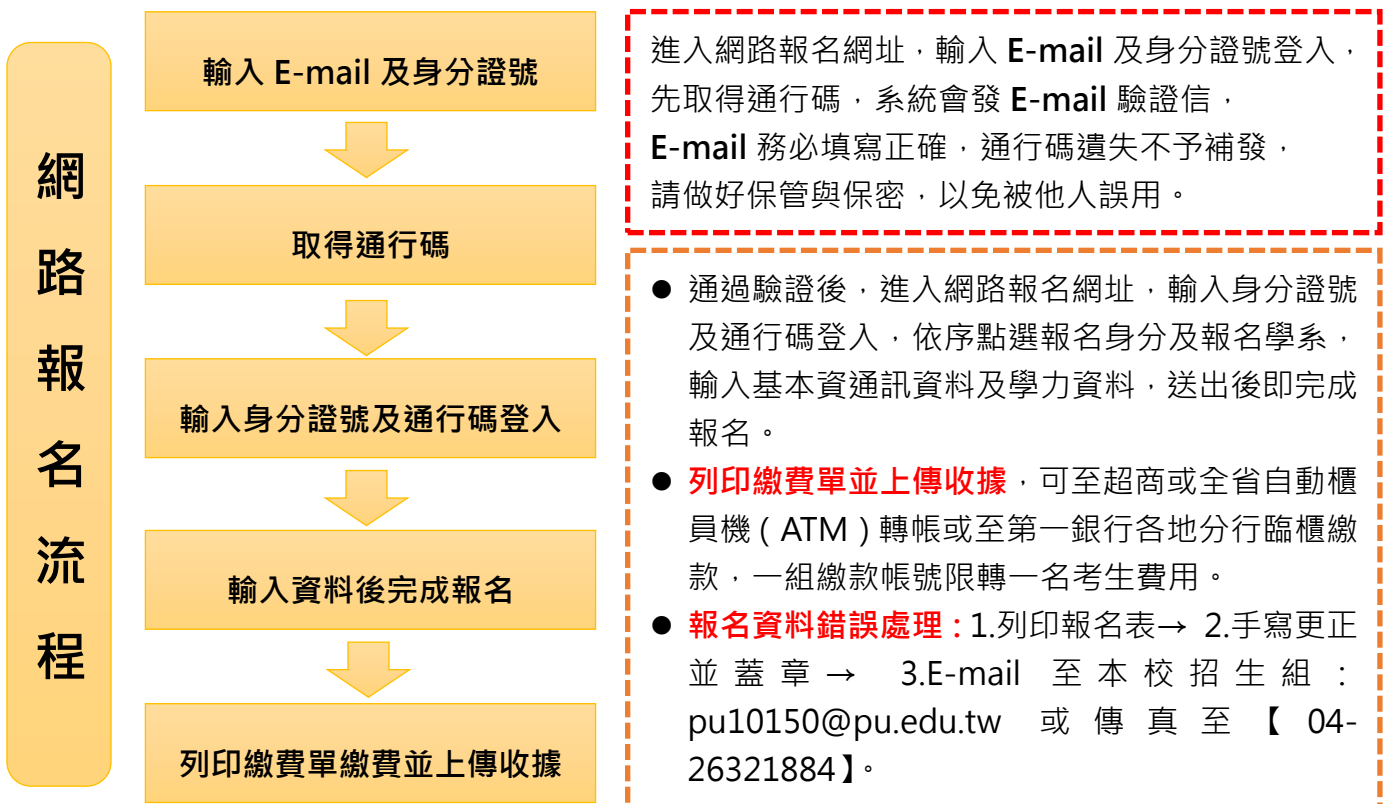 網
路
報
名
流
程
輸入 E-mail 及身分證號
取得通行碼
輸入身分證號及通行碼登入
輸入資料後完成報名
列印繳費單繳費並上傳收據
進入網路報名網址，輸入 E-mail 及身分證號登入，
先取得通行碼，系統會發 E-mail 驗證信，
E-mail 務必填寫正確，通行碼遺失不予補發，
請做好保管與保密，以免被他人誤用。
● 通過驗證後，進入網路報名網址，輸入身分證號
及通行碼登入，依序點選報名身分及報名學系，
輸入基本資通訊資料及學力資料，送出後即完成
報名。
● 列印繳費單並上傳收據，可至超商或全省自動櫃
員機（ATM）轉帳或至第一銀行各地分行臨櫃繳
款，一組繳款帳號限轉一名考生費用。
● 報名資料錯誤處理：1.列印報名表→ 2.手寫更正
並蓋章→ 3.E-mail 至本校招生組：
pu10150@pu.edu.tw 或傳真至【04-
26321884】。